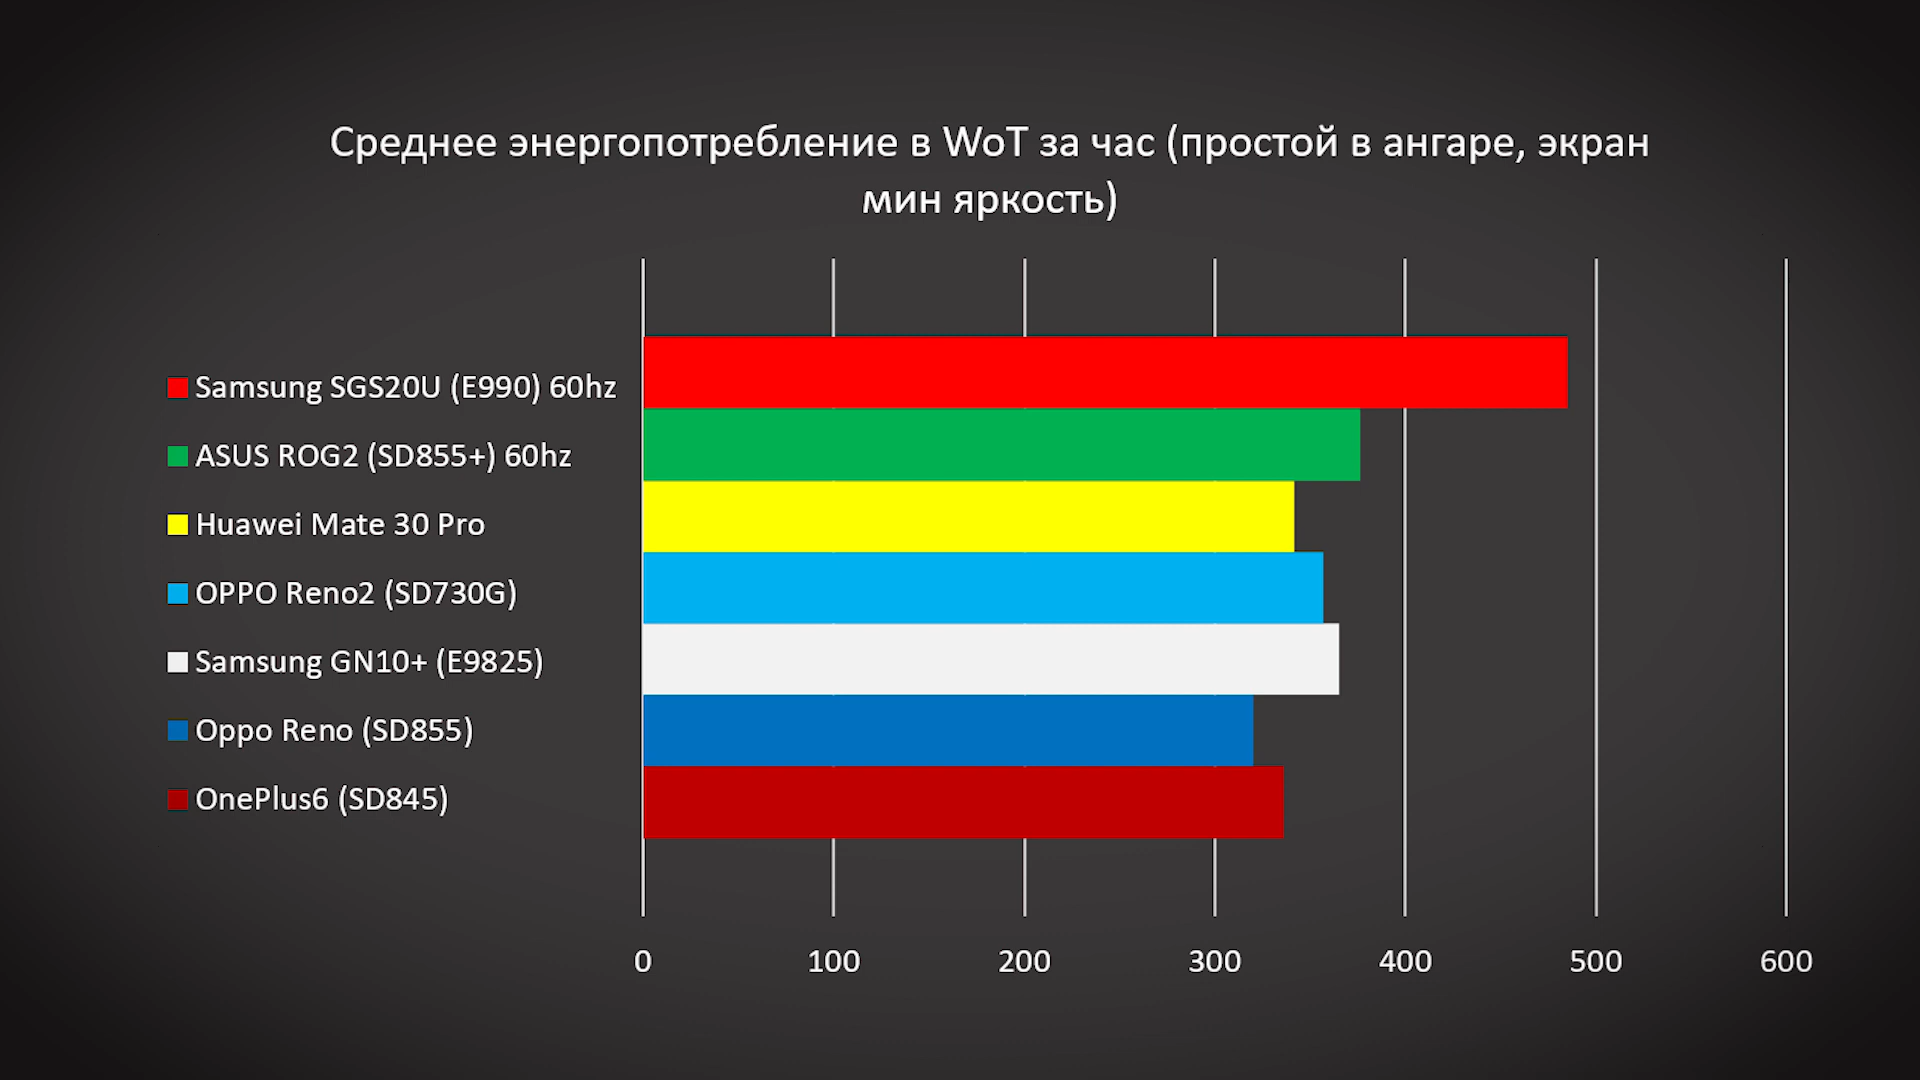 Среднее энергопотребление в WoT за час (простой в ангаре, экран
мин яркость)
Samsung SGS20U (E990) 60hz
ASUS ROG2 (SD855+) 60hz
Huawei Mate 30 Pro
OPPO Reno2 (SD730G)
Samsung GN10+ (E9825)
Oppo Reno (SD855)
OnePlus6 (SD845)
0 100 200 300 400 500 600